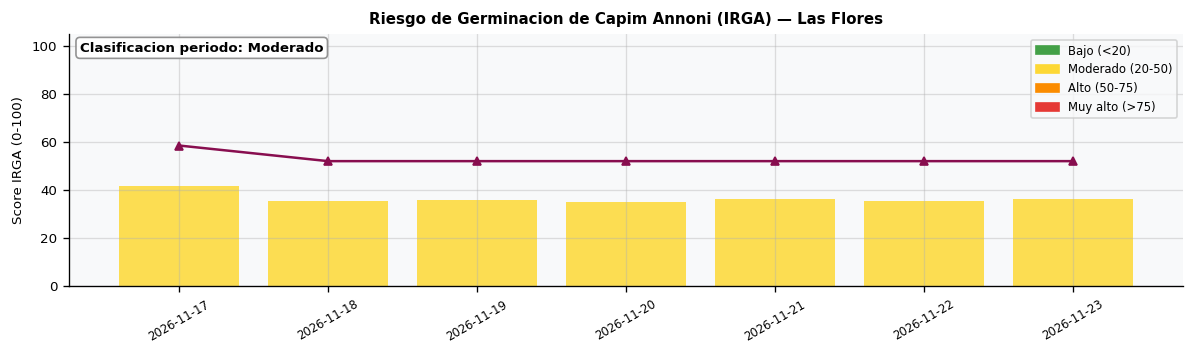 Riesgo de Germinacion de Capim Annoni (IRGA) — Las Flores
Clasificacion periodo: Moderado
Bajo (<20)
Moderado (20-50)
Alto (50-75)
Muy alto (>75)
Score IRGA (0-100)
100
80
60
40
20
0
2026-11-17
2026-11-18
2026-11-19
2026-11-20
2026-11-21
2026-11-22
2026-11-23